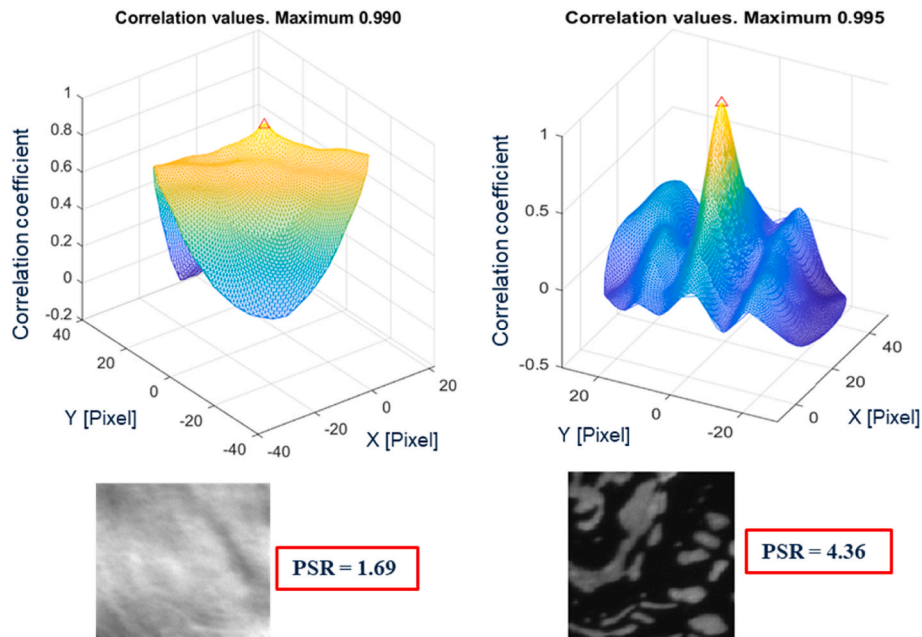 Correlation values. Maximum 0.990
1
0.8
0.6
0.4
0.2
0
-0.2
Correlation coefficient
40
20
0
-20
-40
Y [Pixel]
-40
-20
0
20
X [Pixel]
PSR = 1.69
Correlation values. Maximum 0.995
1
0.5
0
-0.5
Correlation coefficient
20
0
-20
Y [Pixel]
0
20
40
X [Pixel]
PSR = 4.36